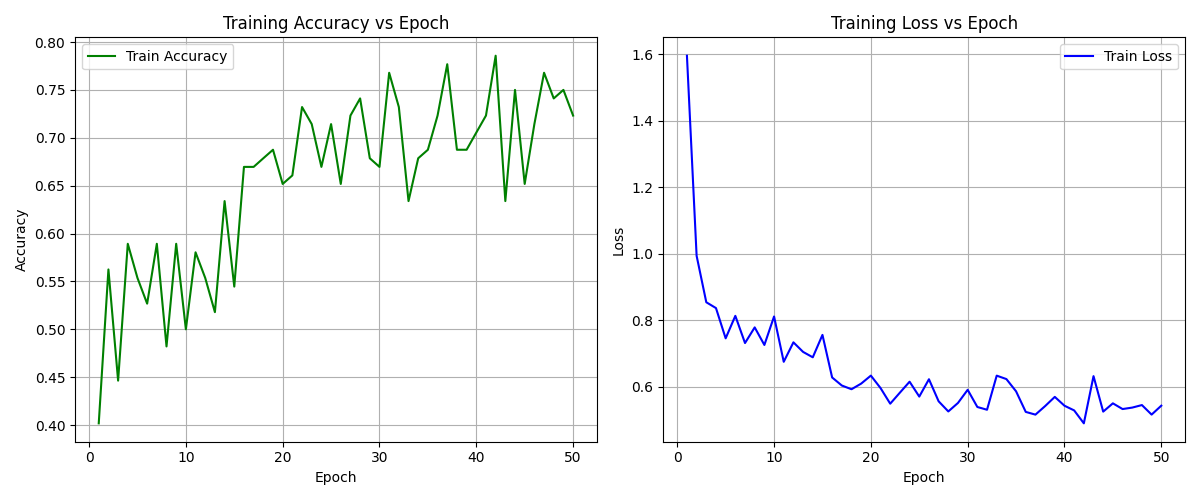 Training Accuracy vs Epoch
Train Accuracy
Accuracy
0.80
0.75
0.70
0.65
0.60
0.55
0.50
0.45
0.40
0 10 20 30 40 50
Epoch
Training Loss vs Epoch
Train Loss
Loss
1.6
1.4
1.2
1.0
0.8
0.6
0 10 20 30 40 50
Epoch